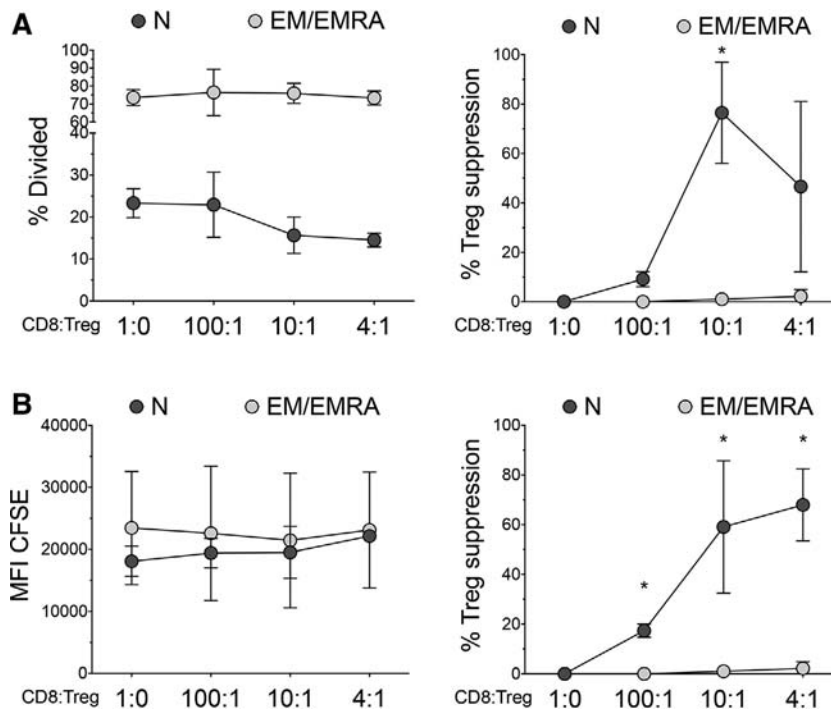 A
N
EM/EMRA
% Divided
100
90
80
70
60
40
30
20
10
0
CD8:Treg 1:0 100:1 10:1 4:1
N
EM/EMRA
% Treg suppression
100
80
60
40
20
0
*
CD8:Treg 1:0 100:1 10:1 4:1
B
N
EM/EMRA
MFI CFSE
40000
30000
20000
10000
0
CD8:Treg 1:0 100:1 10:1 4:1
N
EM/EMRA
% Treg suppression
100
80
60
40
20
0
*
*
*
CD8:Treg 1:0 100:1 10:1 4:1